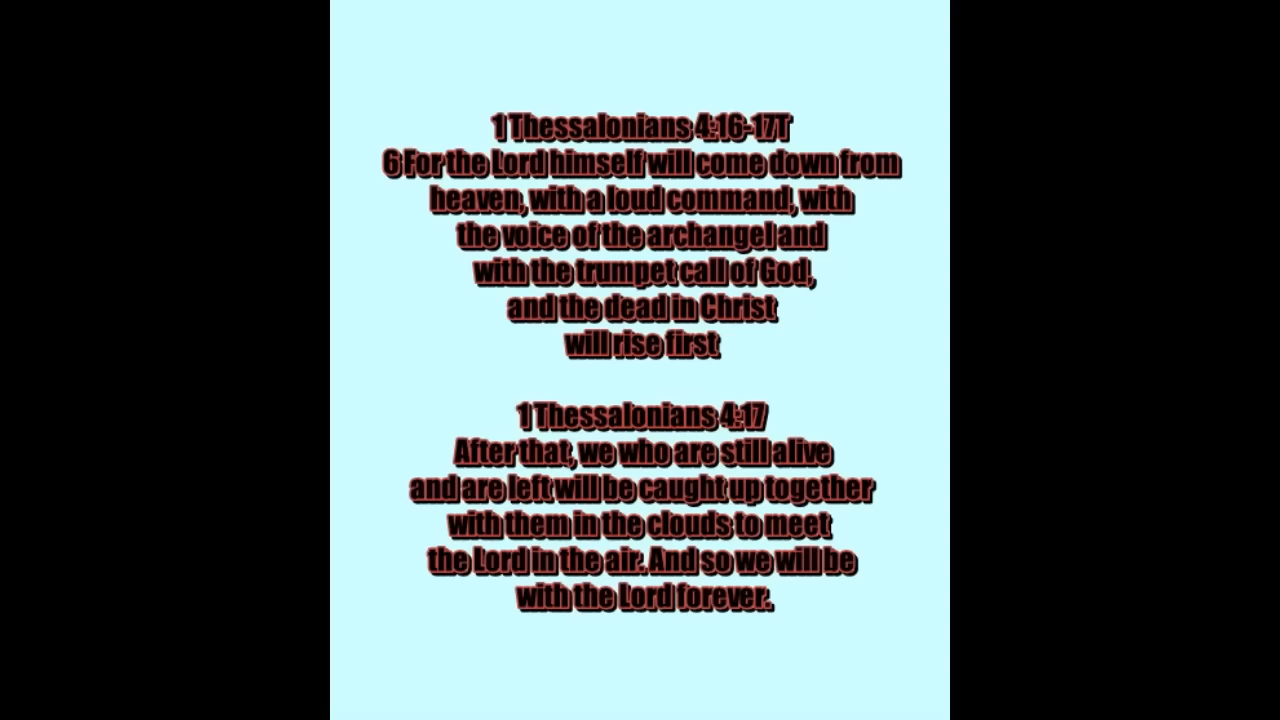 1 Thessalonians 4:16-17T
6 For the Lord himself will come down from
heaven, with a loud command, with
the voice of the archangel and
with the trumpet call of God,
and the dead in Christ
will rise first
1 Thessalonians 4:17
After that, we who are still alive
and are left will be caught up together
with them in the clouds to meet
the Lord in the air. And so we will be
with the Lord forever.